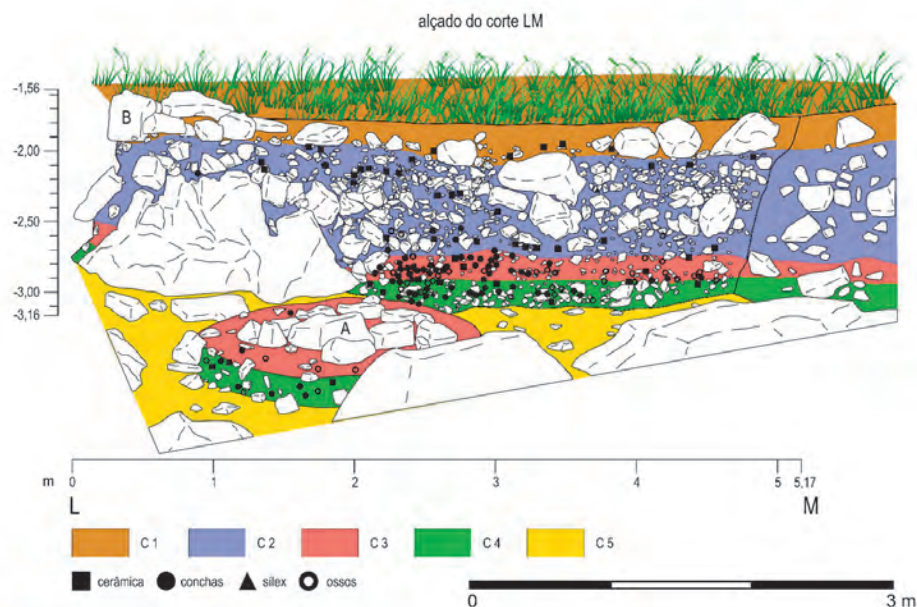 alçado do corte LM
-1,56
B
-2,00
-2,50
-3,00
-3,16
A
m 0 1 2 3 4 5 5,17
L M
C 1 C 2 C 3 C 4 C 5
cerâmica conchas sílex ossos
0 3 m